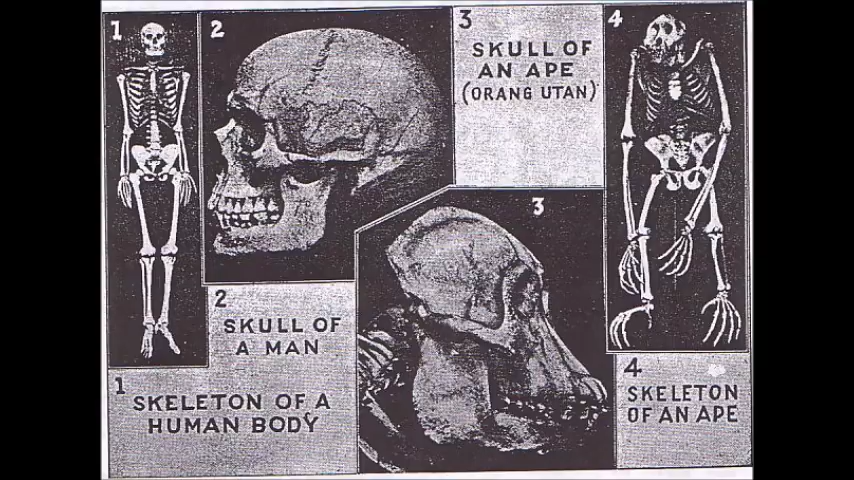 1
2
3
SKULL OF
AN APE
(ORANG UTAN)
4
3
2
SKULL OF
A MAN
1
SKELETON OF A
HUMAN BODY
4
SKELETON
OF AN APE